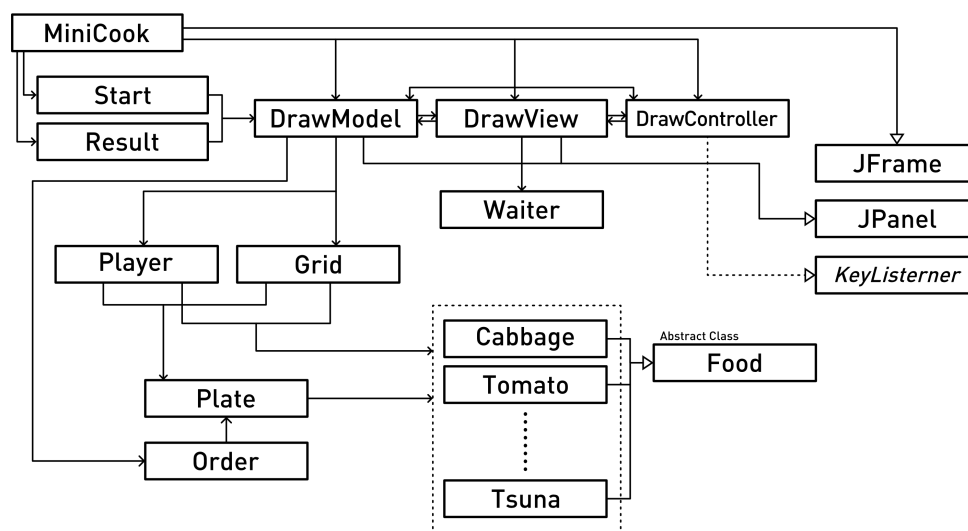 MiniCook
Start
Result
DrawModel
DrawView
DrawController
JFrame
JPanel
KeyListerner
Waiter
Player
Grid
Cabbage
Tomato
Tsuna
Abstract Class
Food
Plate
Order